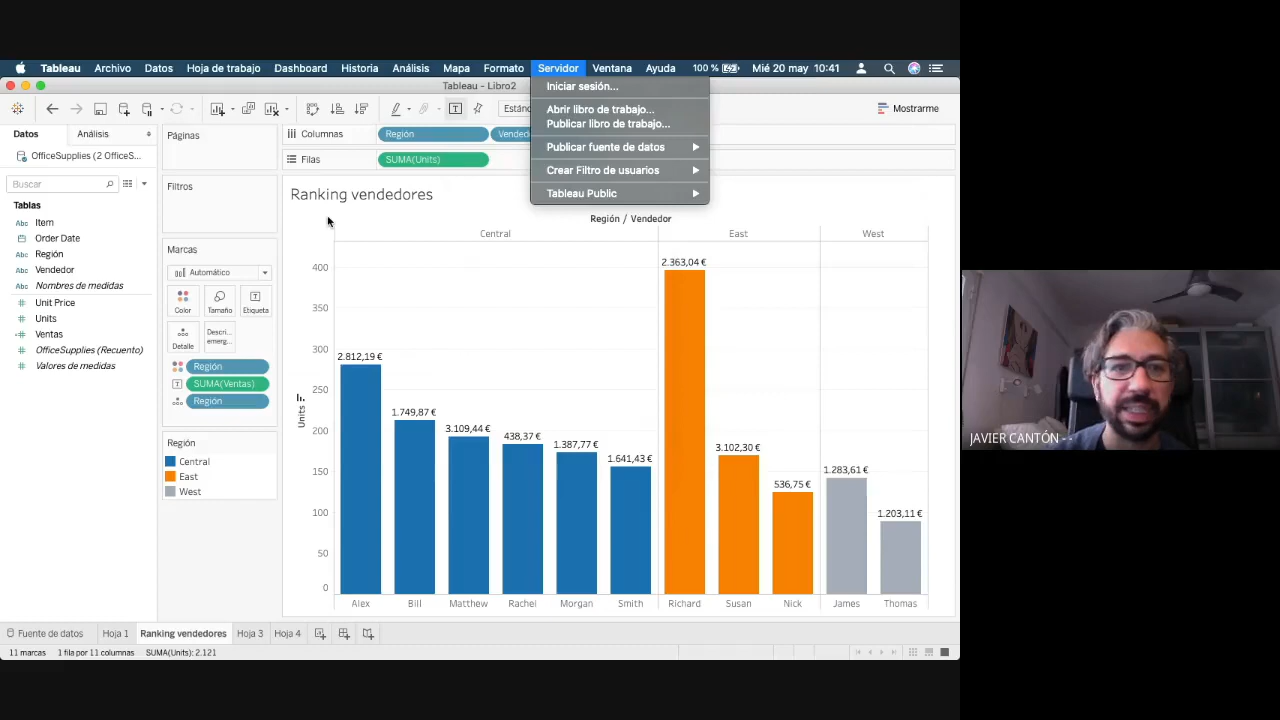 Tableau Archivo Datos Hoja de trabajo Dashboard Historia Análisis Mapa Formato Servidor Ventana Ayuda 100 % Mié 20 may 10:41
Tableau - Libro2
Iniciar sesión...
Abrir libro de trabajo...
Publicar libro de trabajo...
Publicar fuente de datos
Crear Filtro de usuarios
Tableau Public
Mostrarme
Datos
Análisis
OfficeSupplies (2 OfficeS...
Buscar
Tablas
Abc Item
Order Date
Abc Región
Abc Vendedor
Abc Nombres de medidas
Unit Price
Units
Ventas
OfficeSupplies (Recuento)
Valores de medidas
Páginas
Filtros
Marcas
Automático
Color Tamaño Etiqueta
Detalle Descri... emerg...
Región
SUMA(Ventas)
Región
Región
Central
East
West
Columnas Región
Filas SUMA(Units)
Ranking vendedores
Región / Vendedor
Central East West
Units
400
350
300
250
200
150
100
50
0
2.812,19 €
1.749,87 €
3.109,44 €
438,37 €
1.387,77 €
1.641,43 €
2.363,04 €
3.102,30 €
536,75 €
1.283,61 €
1.203,11 €
Alex Bill Matthew Rachel Morgan Smith Richard Susan Nick James Thomas
Fuente de datos Hoja 1 Ranking vendedores Hoja 3 Hoja 4
11 marcas 1 fila por 11 columnas SUMA(Units): 2.121
JAVIER CANTÓN - -